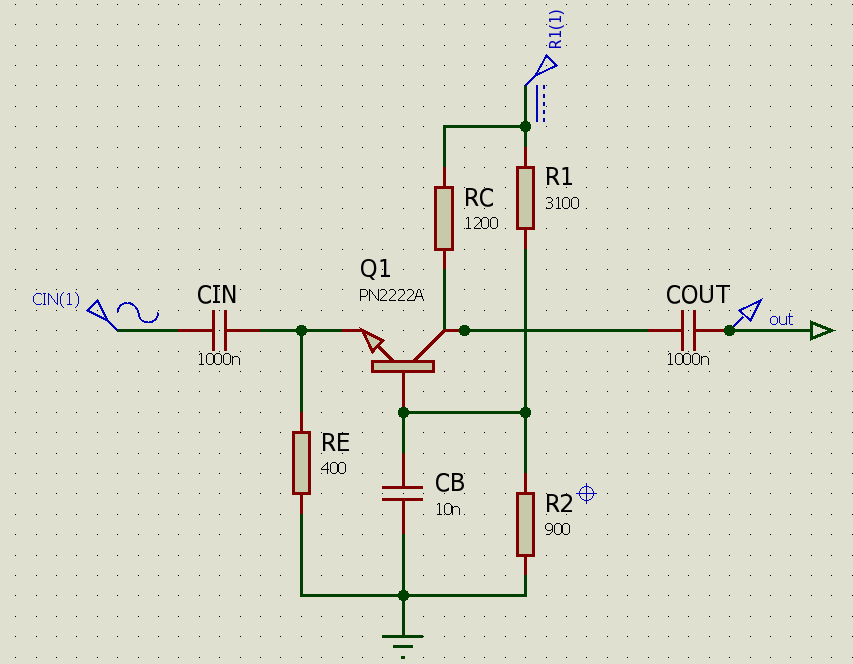 R1(1)
R1
3100
RC
1200
Q1
PN2222A
CIN(1)
CIN
1000n
COUT
1000n
out
RE
400
CB
10n
R2
900